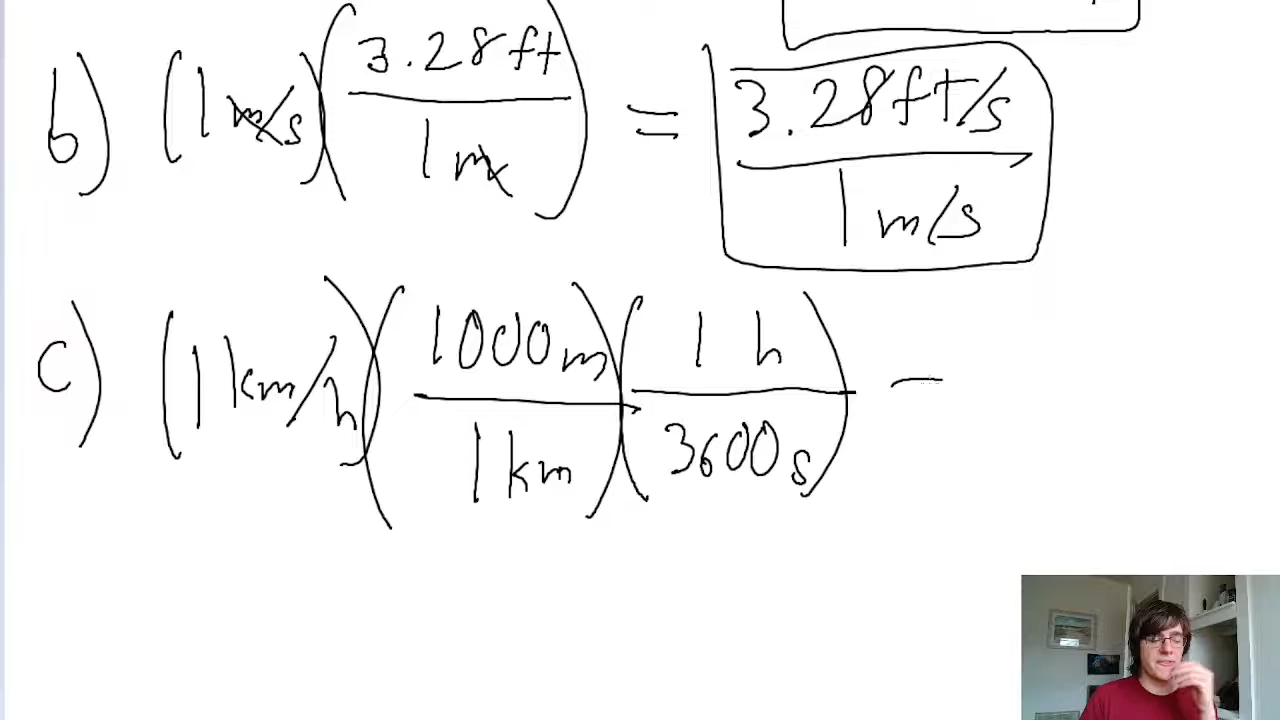 b) (1 m/s) (3.28 ft / 1 m) = 3.28 ft/s / 1 m/s
c) (1 km/h) (1000 m / 1 km) (1 h / 3600 s) −